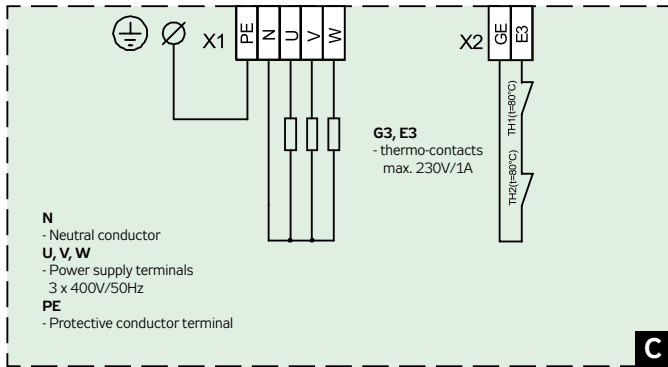 X1
PE
N
U
V
W
X2
GE
E3
TH1(t=80°C)
TH2(t=80°C)
G3, E3
- thermo-contacts
max. 230V/1A
N
- Neutral conductor
U, V, W
- Power supply terminals
3 x 400V/50Hz
PE
- Protective conductor terminal
C